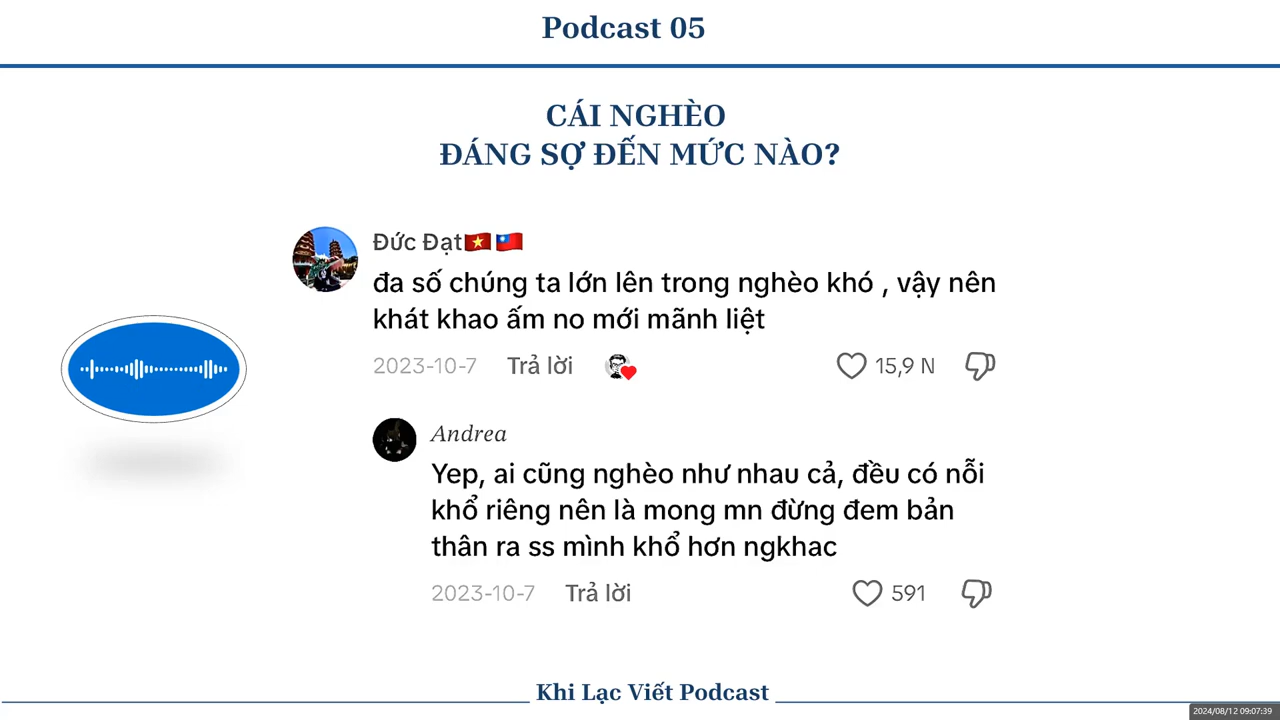 Podcast 05
CÁI NGHÈO
ĐÁNG SỢ ĐẾN MỨC NÀO?
Đức Đạt🇻🇳🇹🇼
đa số chúng ta lớn lên trong nghèo khó , vậy nên
khát khao ấm no mới mãnh liệt
2023-10-7 Trả lời 15,9 N
Andrea
Yep, ai cũng nghèo như nhau cả, đều có nỗi
khổ riêng nên là mong mn đừng đem bản
thân ra ss mình khổ hơn ngkhac
2023-10-7 Trả lời 591
Khi Lạc Viết Podcast
2024/08/12 09:07:39